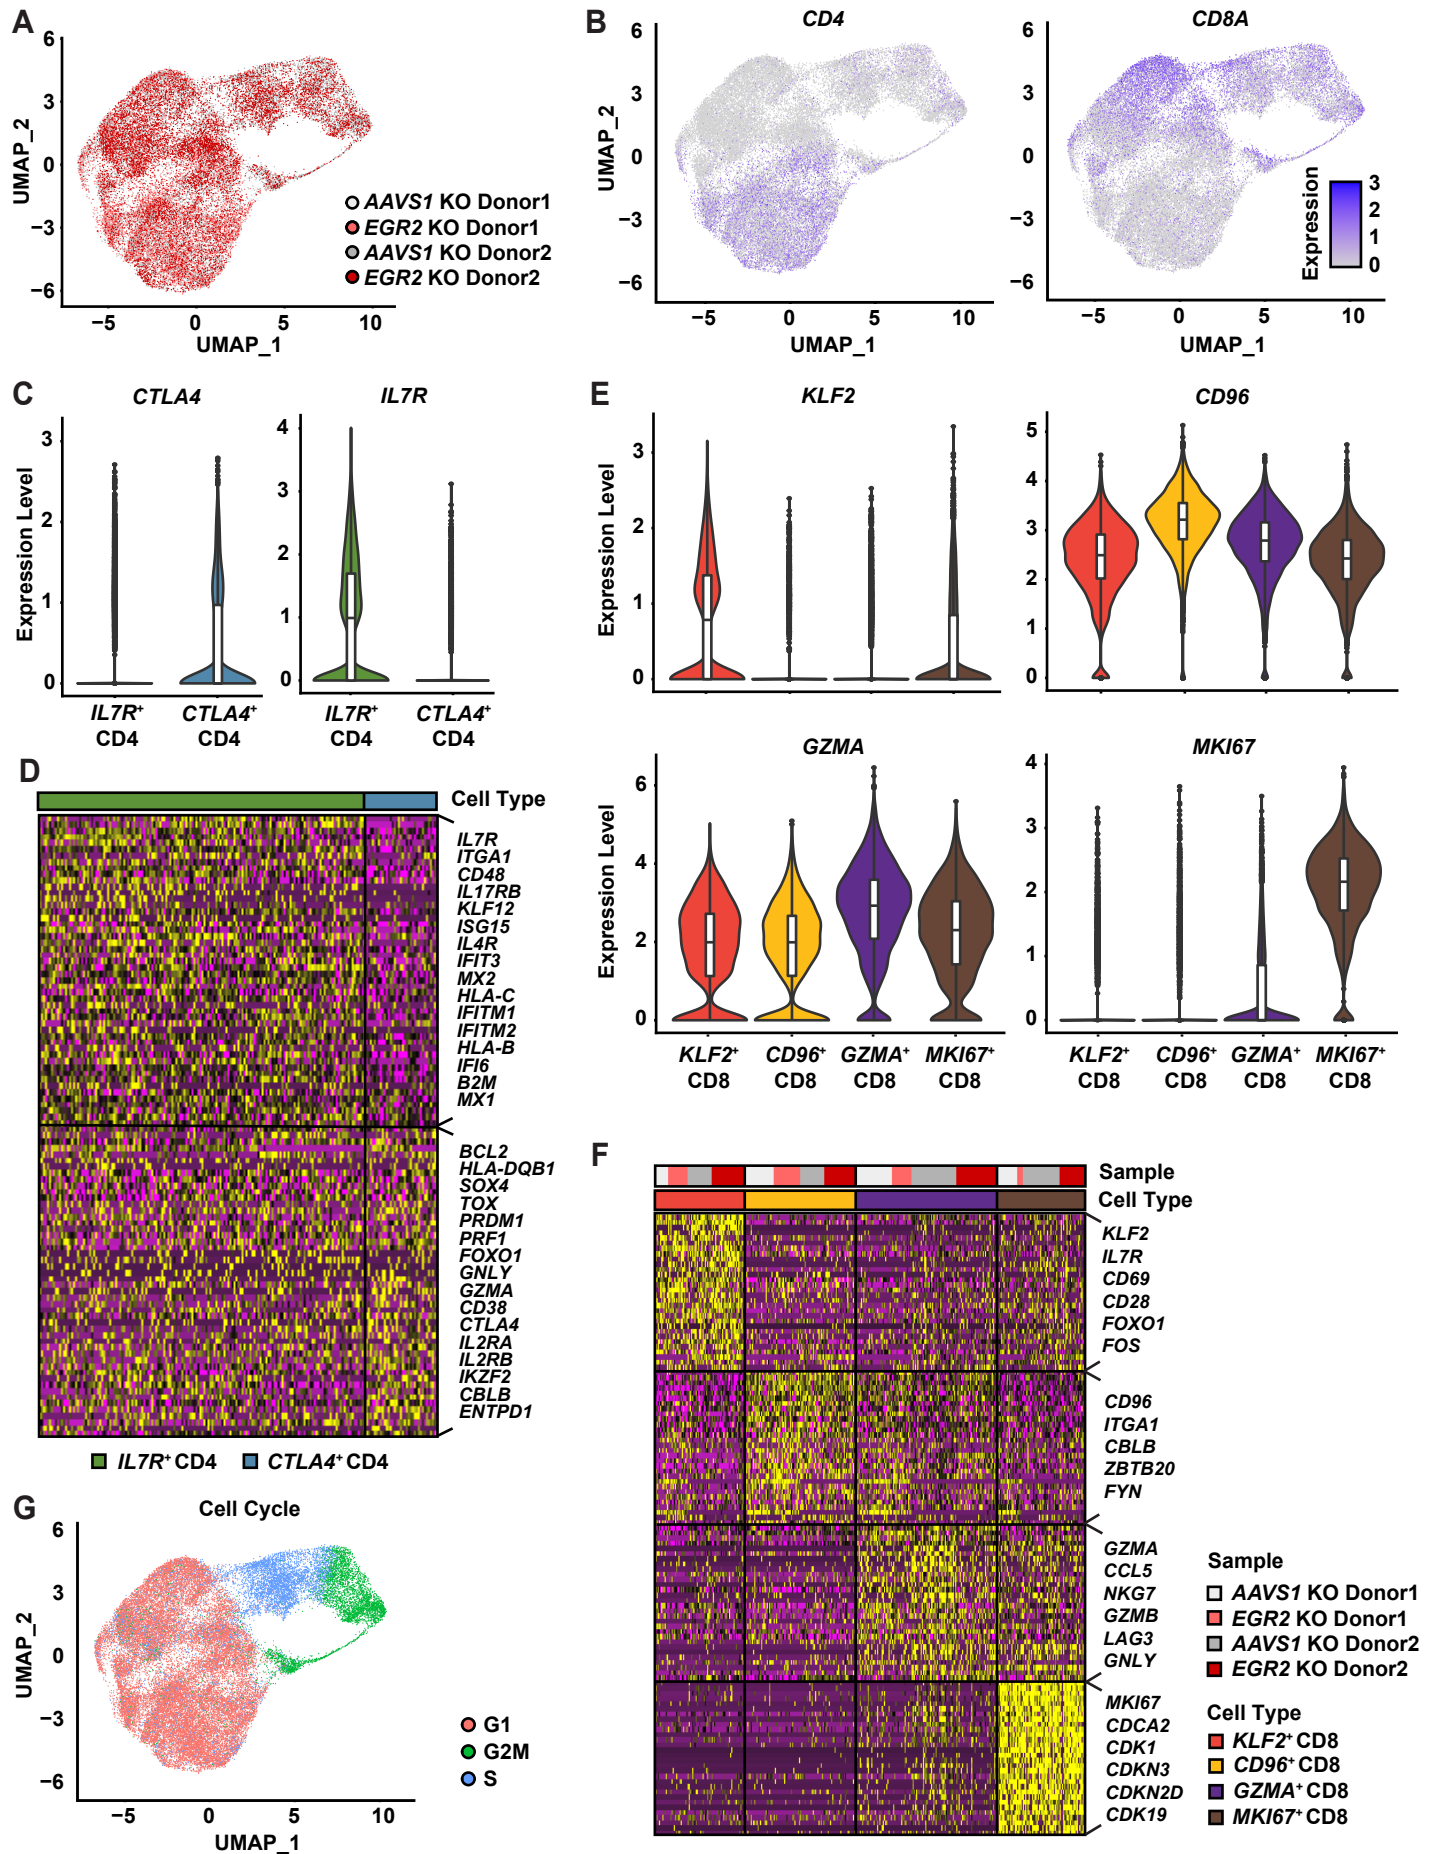 A
6
3
0
−3
−6
UMAP_2
−5
0
5
10
UMAP_1
AAVS1 KO Donor1
EGR2 KO Donor1
AAVS1 KO Donor2
EGR2 KO Donor2
B
CD4
6
3
0
−3
−6
UMAP_2
−5
0
5
10
UMAP_1
CD8A
6
3
0
−3
−6
−5
0
5
10
UMAP_1
Expression
3
2
1
0
C
CTLA4
Expression Level
3
2
1
0
IL7R+
CD4
CTLA4+
CD4
IL7R
4
3
2
1
0
IL7R+
CD4
CTLA4+
CD4
D
Cell Type
IL7R
ITGA1
CD48
IL17RB
KLF12
ISG15
IL4R
IFIT3
MX2
HLA-C
IFITM1
IFITM2
HLA-B
IFI6
B2M
MX1
BCL2
HLA-DQB1
SOX4
TOX
PRDM1
PRF1
FOXO1
GNLY
GZMA
CD38
CTLA4
IL2RA
IL2RB
IKZF2
CBLB
ENTPD1
IL7R+ CD4
CTLA4+ CD4
E
KLF2
Expression Level
3
2
1
0
CD96
5
4
3
2
1
0
GZMA
Expression Level
6
4
2
0
KLF2+
CD8
CD96+
CD8
GZMA+
CD8
MKI67+
CD8
MKI67
4
3
2
1
0
KLF2+
CD8
CD96+
CD8
GZMA+
CD8
MKI67+
CD8
F
Sample
Cell Type
KLF2
IL7R
CD69
CD28
FOXO1
FOS
CD96
ITGA1
CBLB
ZBTB20
FYN
GZMA
CCL5
NKG7
GZMB
LAG3
GNLY
MKI67
CDCA2
CDK1
CDKN3
CDKN2D
CDK19
Sample
AAVS1 KO Donor1
EGR2 KO Donor1
AAVS1 KO Donor2
EGR2 KO Donor2
Cell Type
KLF2+ CD8
CD96+ CD8
GZMA+ CD8
MKI67+ CD8
G
Cell Cycle
6
3
0
−3
−6
UMAP_2
−5
0
5
10
UMAP_1
G1
G2M
S